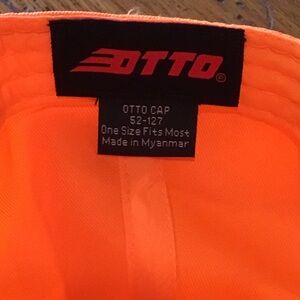 OTTO®
OTTO CAP
52-127
One Size Fits Most
Made in Myanmar